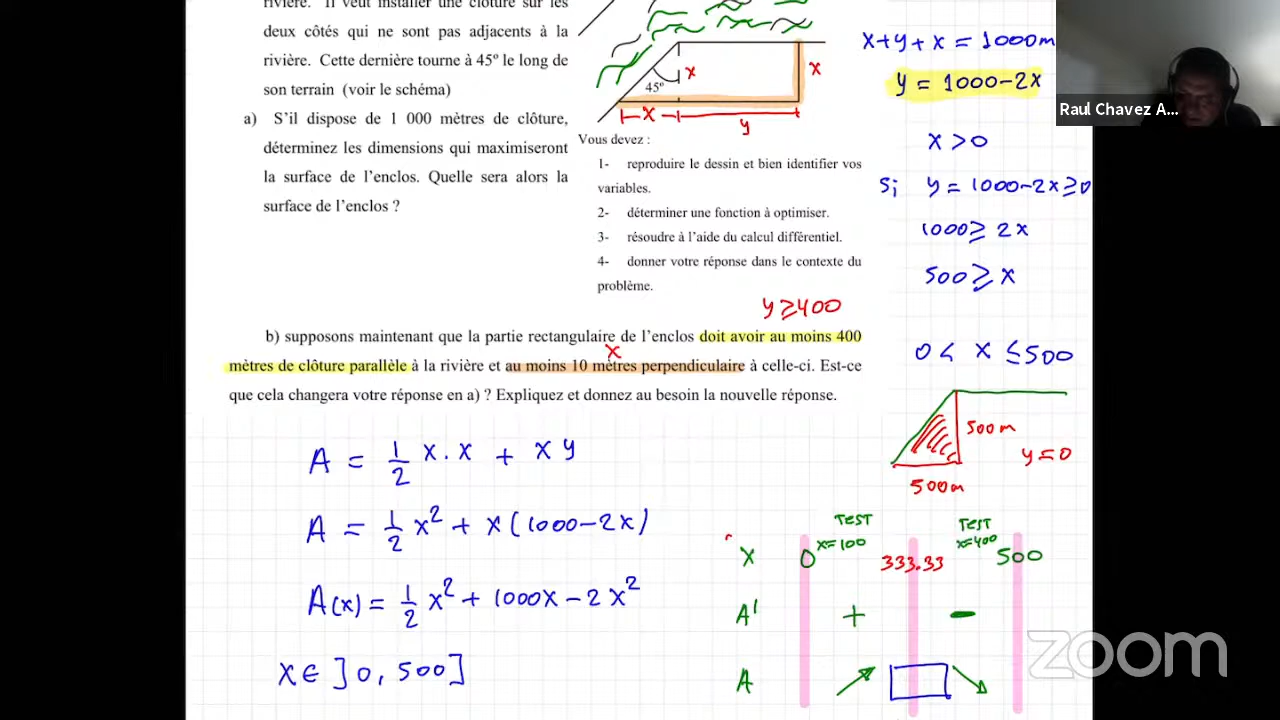 rivière. Il veut installer une clôture sur les
deux côtés qui ne sont pas adjacents à la
rivière. Cette dernière tourne à 45º le long de
son terrain (voir le schéma)
a) S'il dispose de 1 000 mètres de clôture,
déterminez les dimensions qui maximiseront
la surface de l'enclos. Quelle sera alors la
surface de l'enclos ?
45º
x
x
x
y
Vous devez :
1- reproduire le dessin et bien identifier vos
variables.
2- déterminer une fonction à optimiser.
3- résoudre à l'aide du calcul différentiel.
4- donner votre réponse dans le contexte du
problème.
x+y+x = 1000m
y = 1000-2x
Raul Chavez A...
x>0
Si y = 1000-2x≥0
1000≥ 2x
500 ≥ x
0 < x ≤ 500
y ≥ 400
b) supposons maintenant que la partie rectangulaire de l'enclos doit avoir au moins 400
x
mètres de clôture parallèle à la rivière et au moins 10 mètres perpendiculaire à celle-ci. Est-ce
que cela changera votre réponse en a) ? Expliquez et donnez au besoin la nouvelle réponse.
500m
y=0
500m
A = 1/2 x.x + xy
A = 1/2 x² + x(1000-2x)
A(x) = 1/2 x² + 1000x - 2x²
x∈ ]0, 500]
TEST x=100
TEST x=400
x 0 333.33 500
A' + -
A
zoom